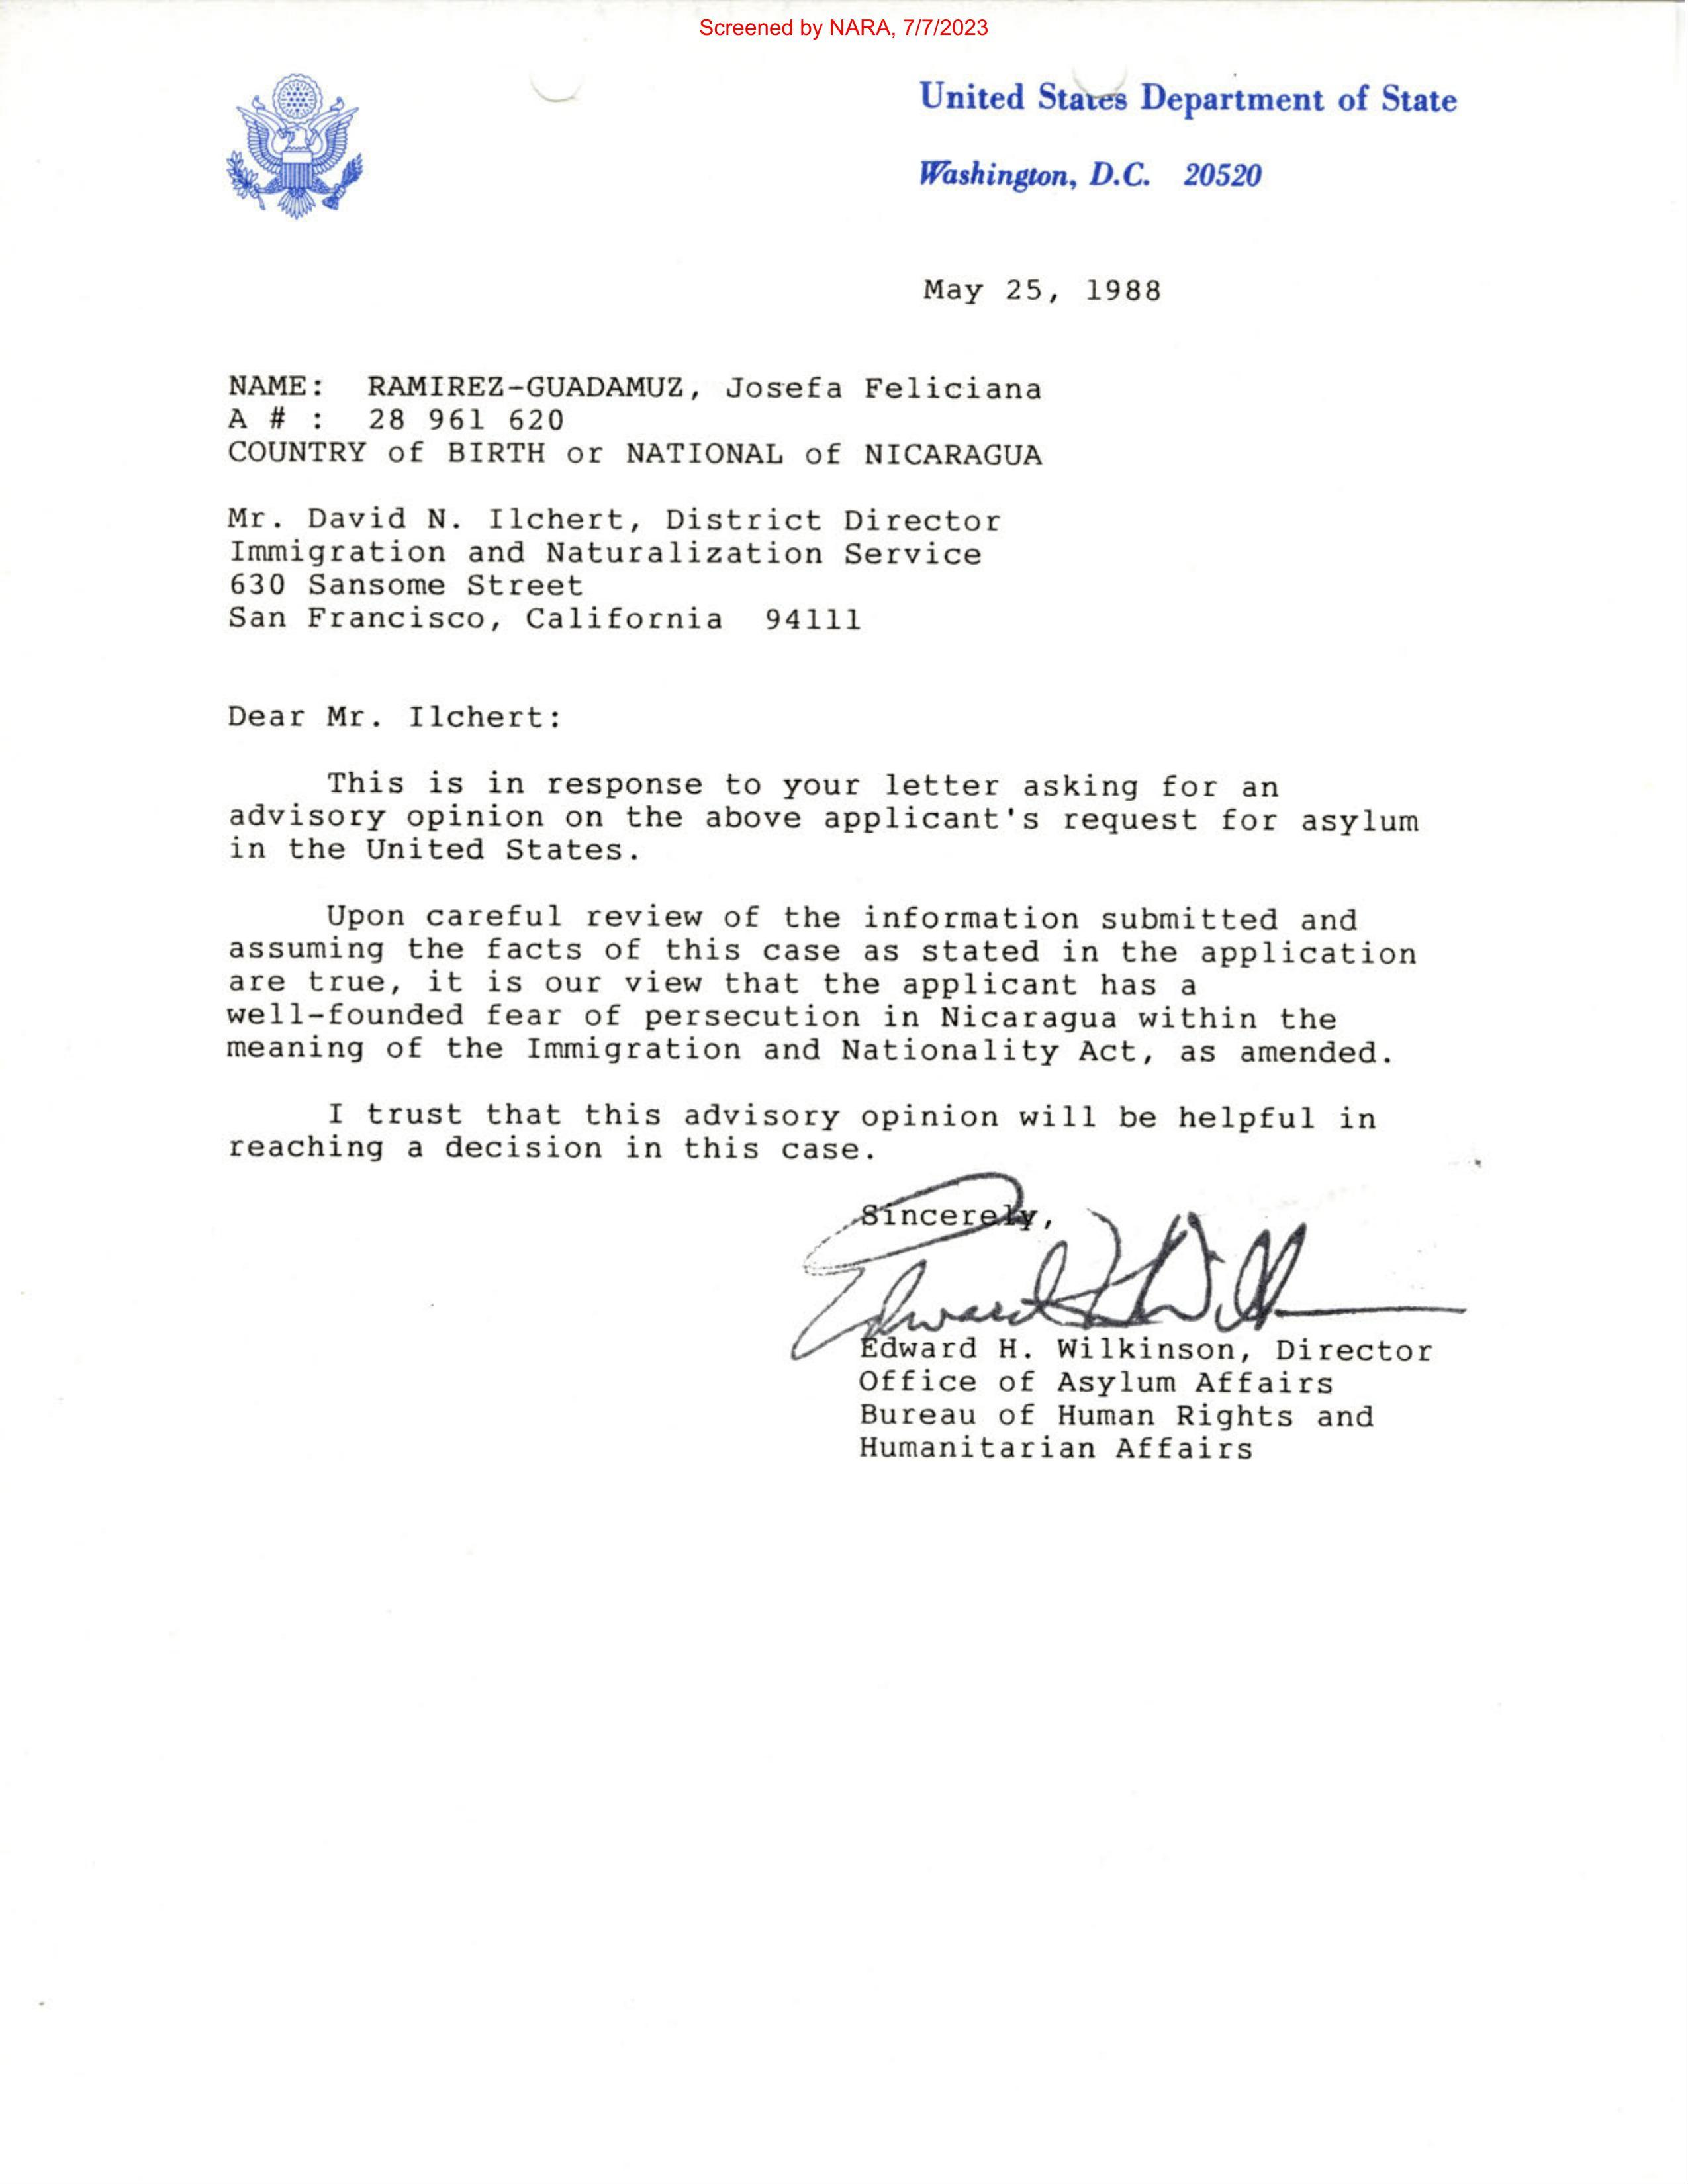 Screened by NARA, 7/7/2023
United States Department of State
Washington, D.C. 20520
May 25, 1988
NAME: RAMIREZ-GUADAMUZ, Josefa Feliciana
A # : 28 961 620
COUNTRY of BIRTH or NATIONAL of NICARAGUA
Mr. David N. Ilchert, District Director
Immigration and Naturalization Service
630 Sansome Street
San Francisco, California 94111
Dear Mr. Ilchert:
This is in response to your letter asking for an
advisory opinion on the above applicant's request for asylum
in the United States.
Upon careful review of the information submitted and
assuming the facts of this case as stated in the application
are true, it is our view that the applicant has a
well-founded fear of persecution in Nicaragua within the
meaning of the Immigration and Nationality Act, as amended.
I trust that this advisory opinion will be helpful in
reaching a decision in this case.
Sincerely,
Edward H. Wilkinson, Director
Office of Asylum Affairs
Bureau of Human Rights and
Humanitarian Affairs